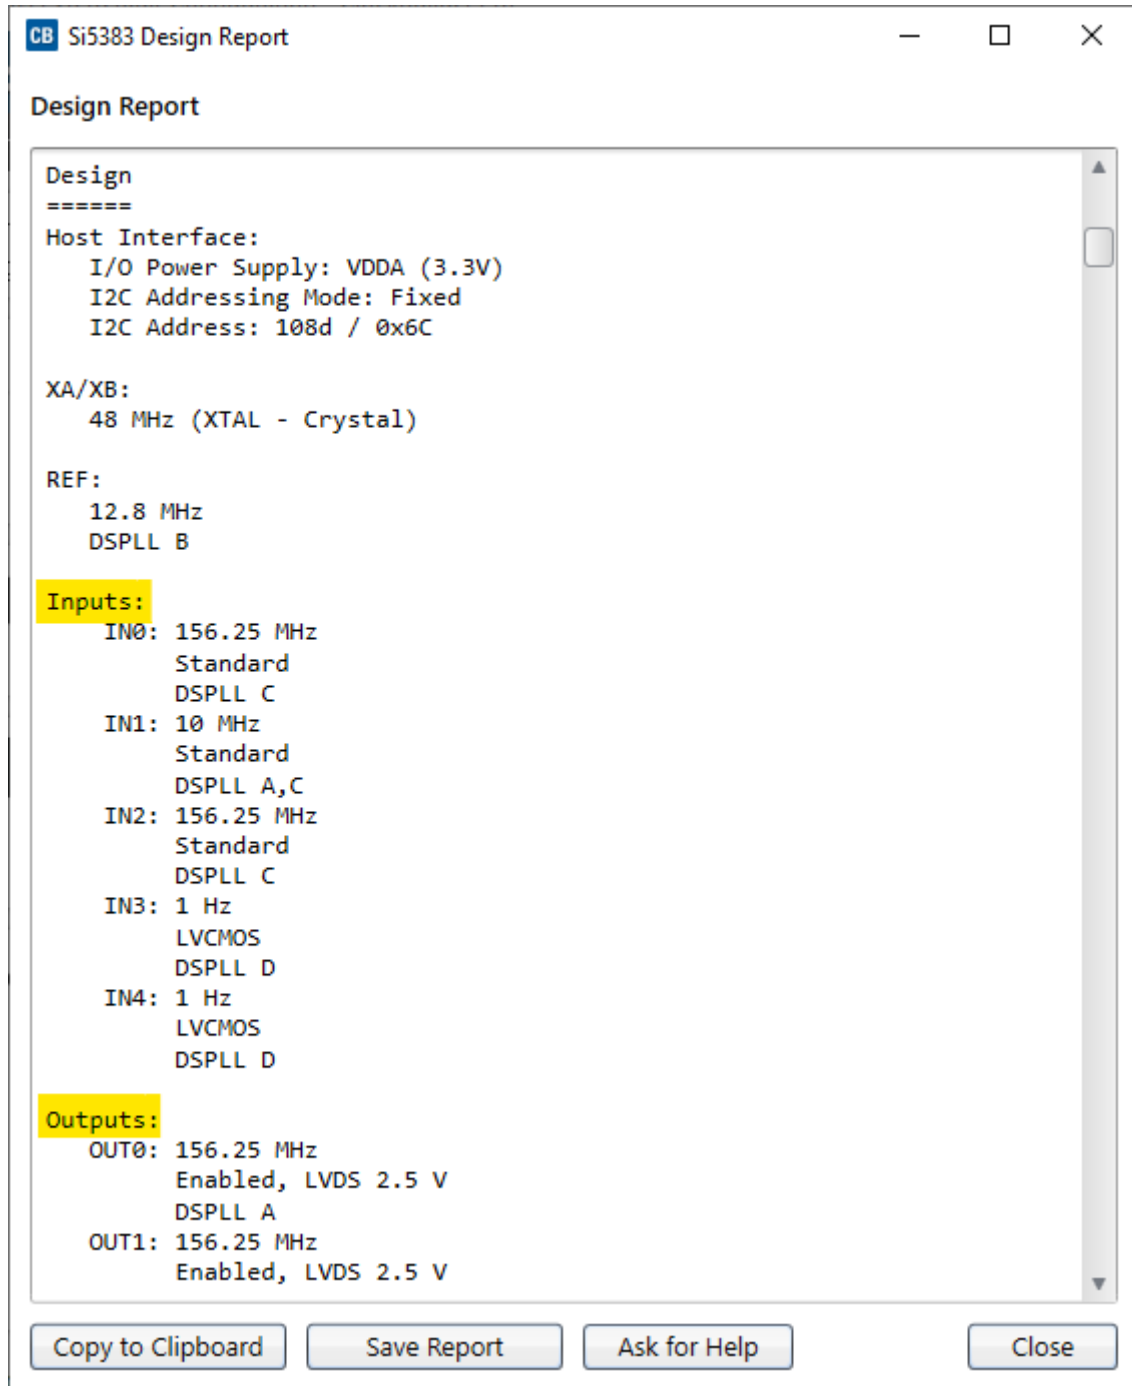 CB Si5383 Design Report
Design Report
Design
======
Host Interface:
I/O Power Supply: VDDA (3.3V)
I2C Addressing Mode: Fixed
I2C Address: 108d / 0x6C
XA/XB:
48 MHz (XTAL - Crystal)
REF:
12.8 MHz
DSPLL B
Inputs:
IN0: 156.25 MHz
Standard
DSPLL C
IN1: 10 MHz
Standard
DSPLL A,C
IN2: 156.25 MHz
Standard
DSPLL C
IN3: 1 Hz
LVCMOS
DSPLL D
IN4: 1 Hz
LVCMOS
DSPLL D
Outputs:
OUT0: 156.25 MHz
Enabled, LVDS 2.5 V
DSPLL A
OUT1: 156.25 MHz
Enabled, LVDS 2.5 V
Copy to Clipboard Save Report Ask for Help Close